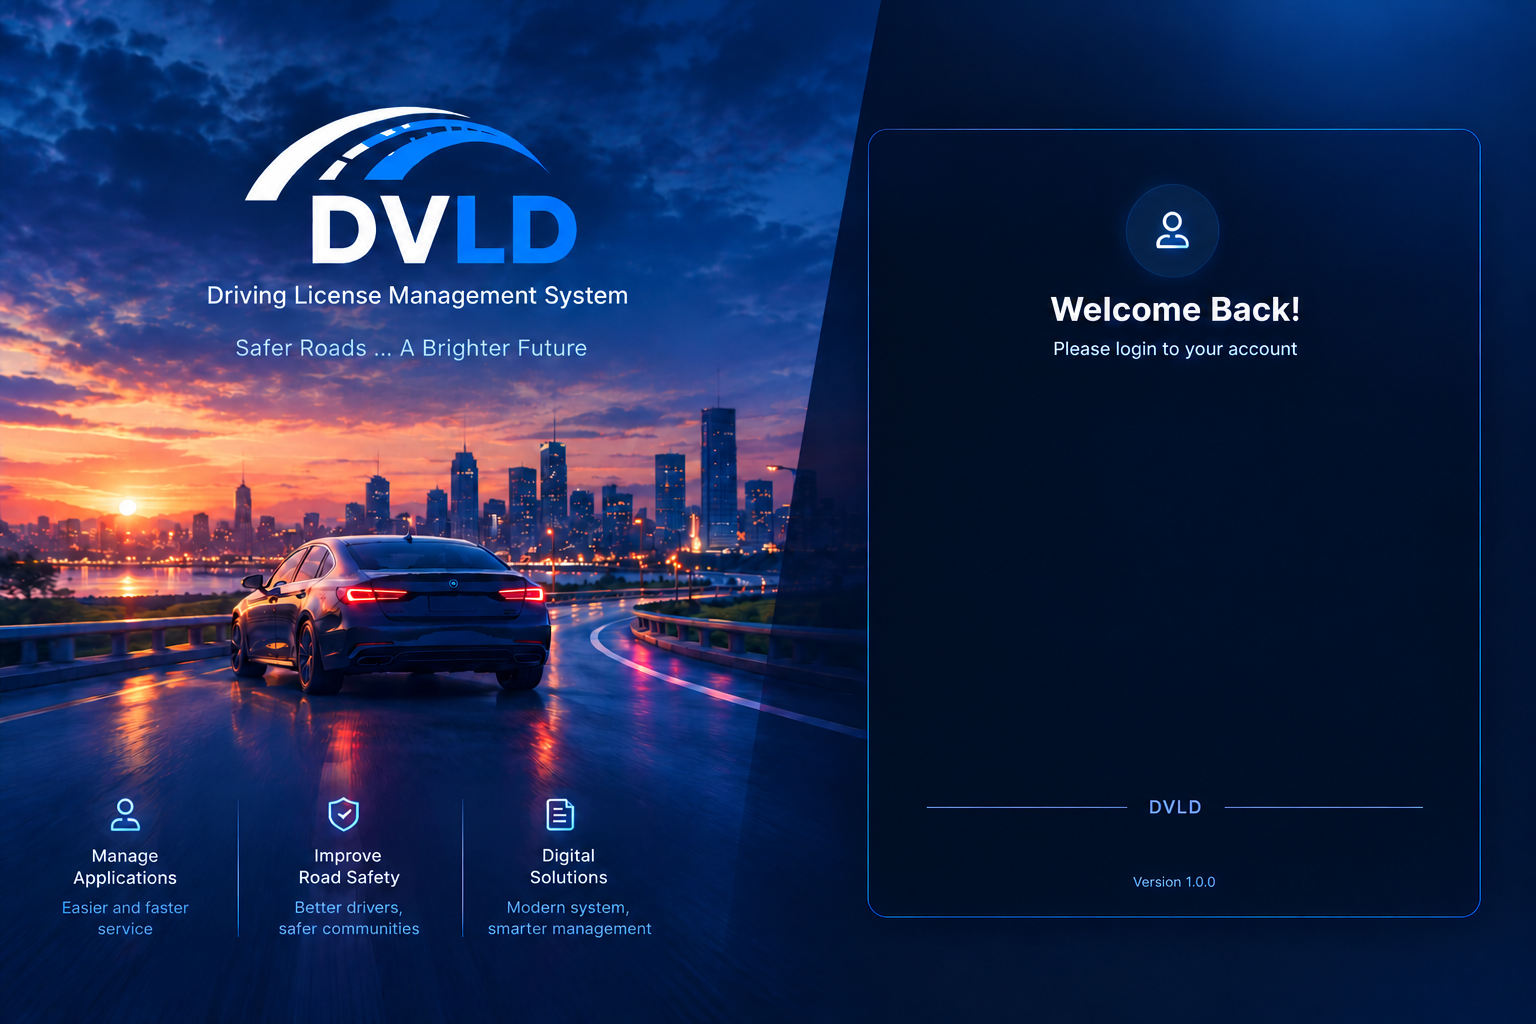 DVLD
Driving License Management System
Safer Roads ... A Brighter Future
Manage
Applications
Easier and faster
service
Improve
Road Safety
Better drivers,
safer communities
Digital
Solutions
Modern system,
smarter management
Welcome Back!
Please login to your account
DVLD
Version 1.0.0